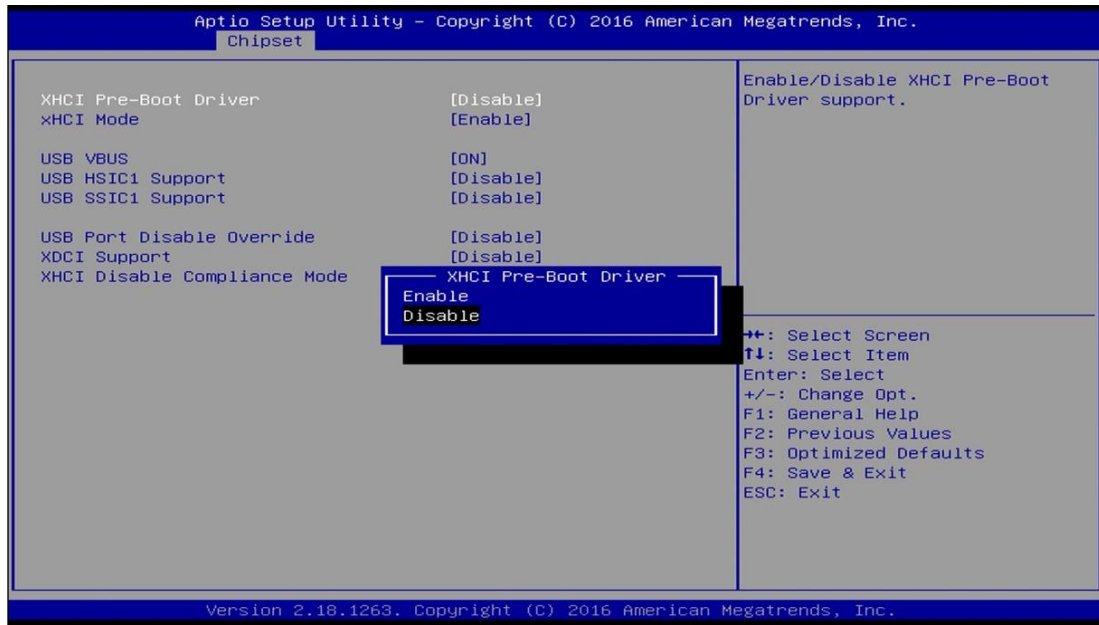 Aptio Setup Utility - Copyright (C) 2016 American Megatrends, Inc.
Chipset
XHCI Pre-Boot Driver [Disable]
xHCI Mode [Enable]
USB VBUS [ON]
USB HSIC1 Support [Disable]
USB SSIC1 Support [Disable]
USB Port Disable Override [Disable]
XDCI Support [Disable]
XHCI Disable Compliance Mode
XHCI Pre-Boot Driver
Enable
Disable
Enable/Disable XHCI Pre-Boot
Driver support.
→←: Select Screen
↑↓: Select Item
Enter: Select
+/-: Change Opt.
F1: General Help
F2: Previous Values
F3: Optimized Defaults
F4: Save & Exit
ESC: Exit
Version 2.18.1263. Copyright (C) 2016 American Megatrends, Inc.